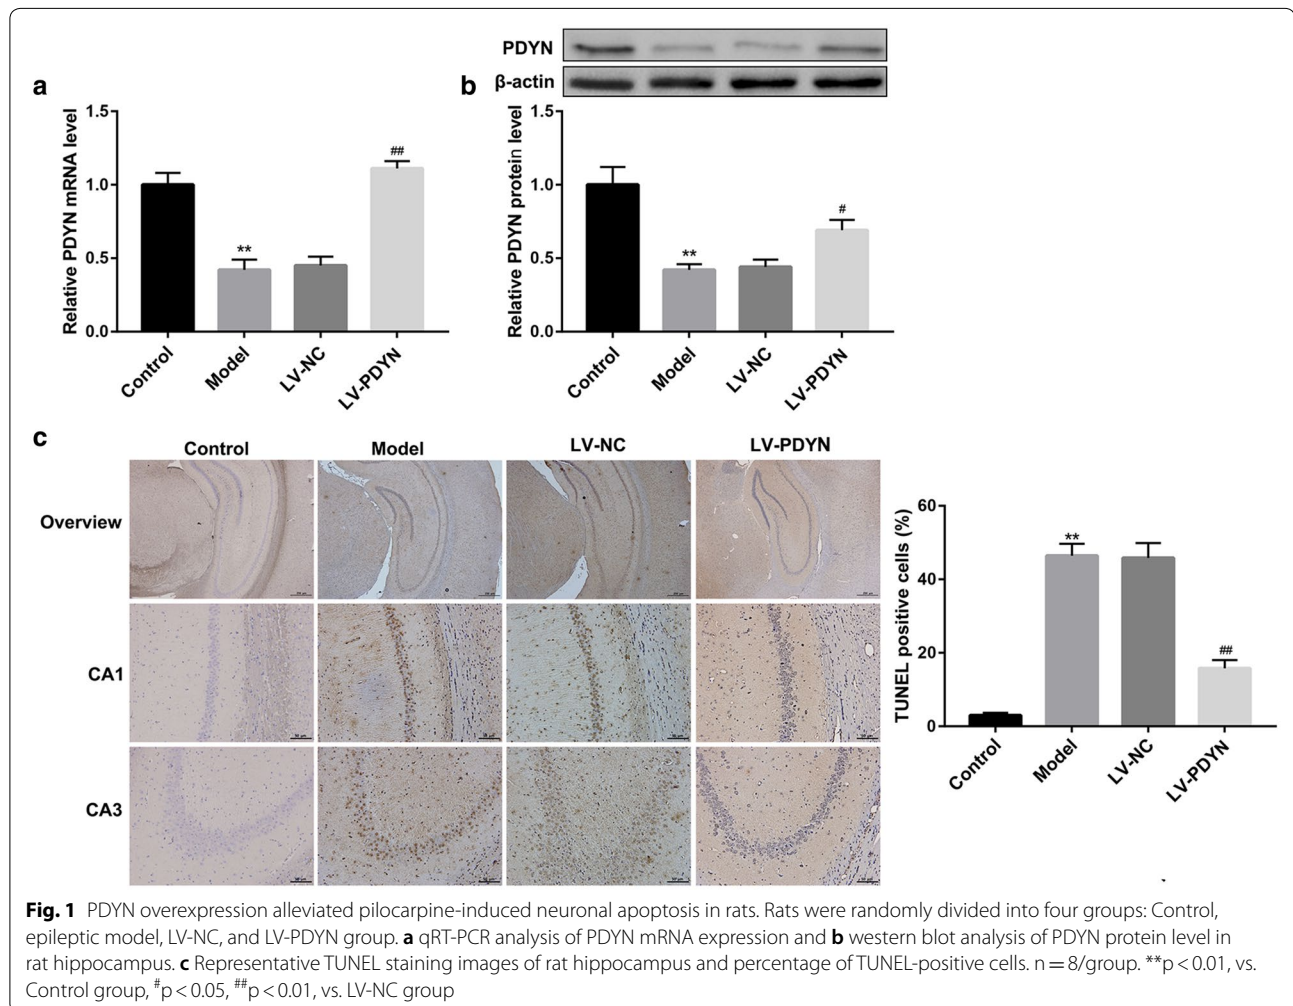 PDYN
β-actin
a
b
Relative PDYN mRNA level
1.5
1.0
0.5
0.0
**
##
Control
Model
LV-NC
LV-PDYN
Relative PDYN protein level
1.5
1.0
0.5
0.0
**
#
Control
Model
LV-NC
LV-PDYN
c
Control
Model
LV-NC
LV-PDYN
Overview
CA1
CA3
TUNEL positive cells (%)
60
40
20
0
**
##
Control
Model
LV-NC
LV-PDYN
Fig. 1 PDYN overexpression alleviated pilocarpine-induced neuronal apoptosis in rats. Rats were randomly divided into four groups: Control,
epileptic model, LV-NC, and LV-PDYN group. a qRT-PCR analysis of PDYN mRNA expression and b western blot analysis of PDYN protein level in
rat hippocampus. c Representative TUNEL staining images of rat hippocampus and percentage of TUNEL-positive cells. n = 8/group. **p < 0.01, vs.
Control group, #p < 0.05, ##p < 0.01, vs. LV-NC group